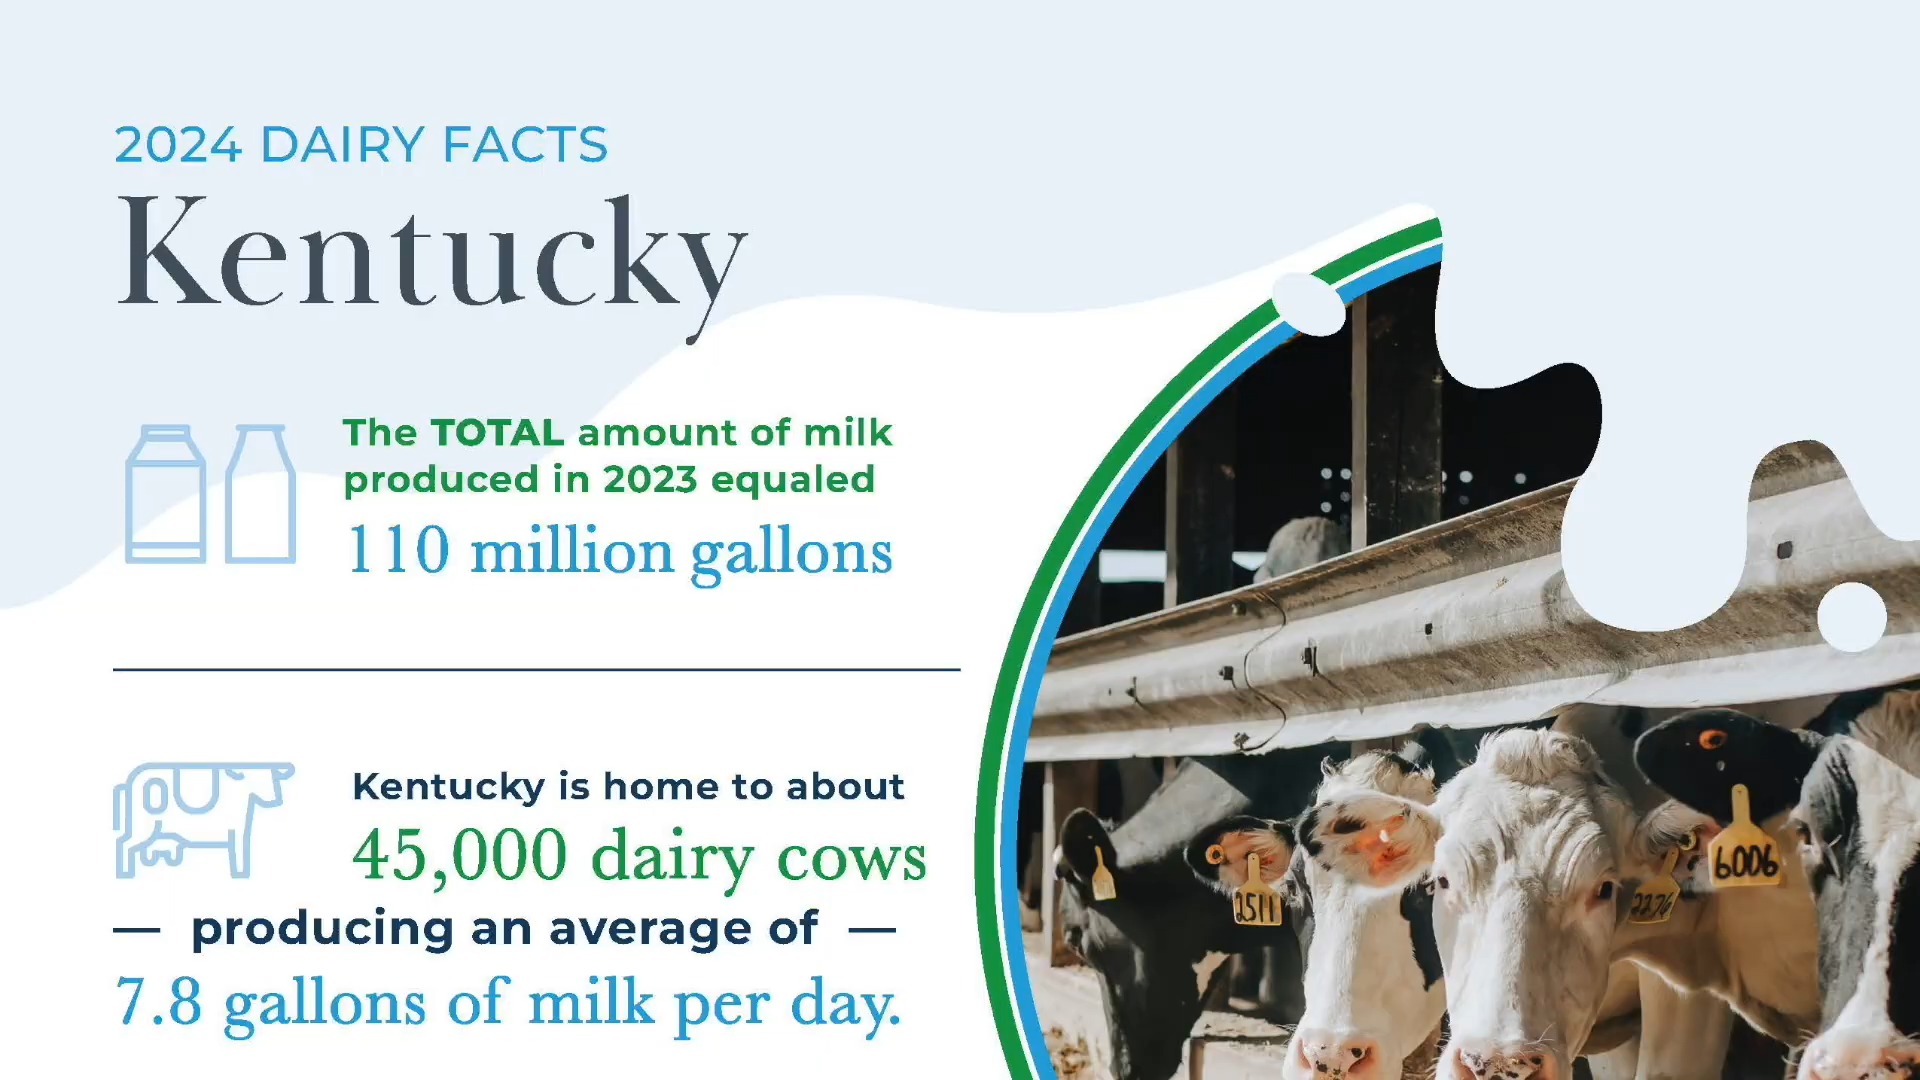 2024 DAIRY FACTS
Kentucky
The TOTAL amount of milk
produced in 2023 equaled
110 million gallons
Kentucky is home to about
45,000 dairy cows
— producing an average of —
7.8 gallons of milk per day.
2511
2276
6006